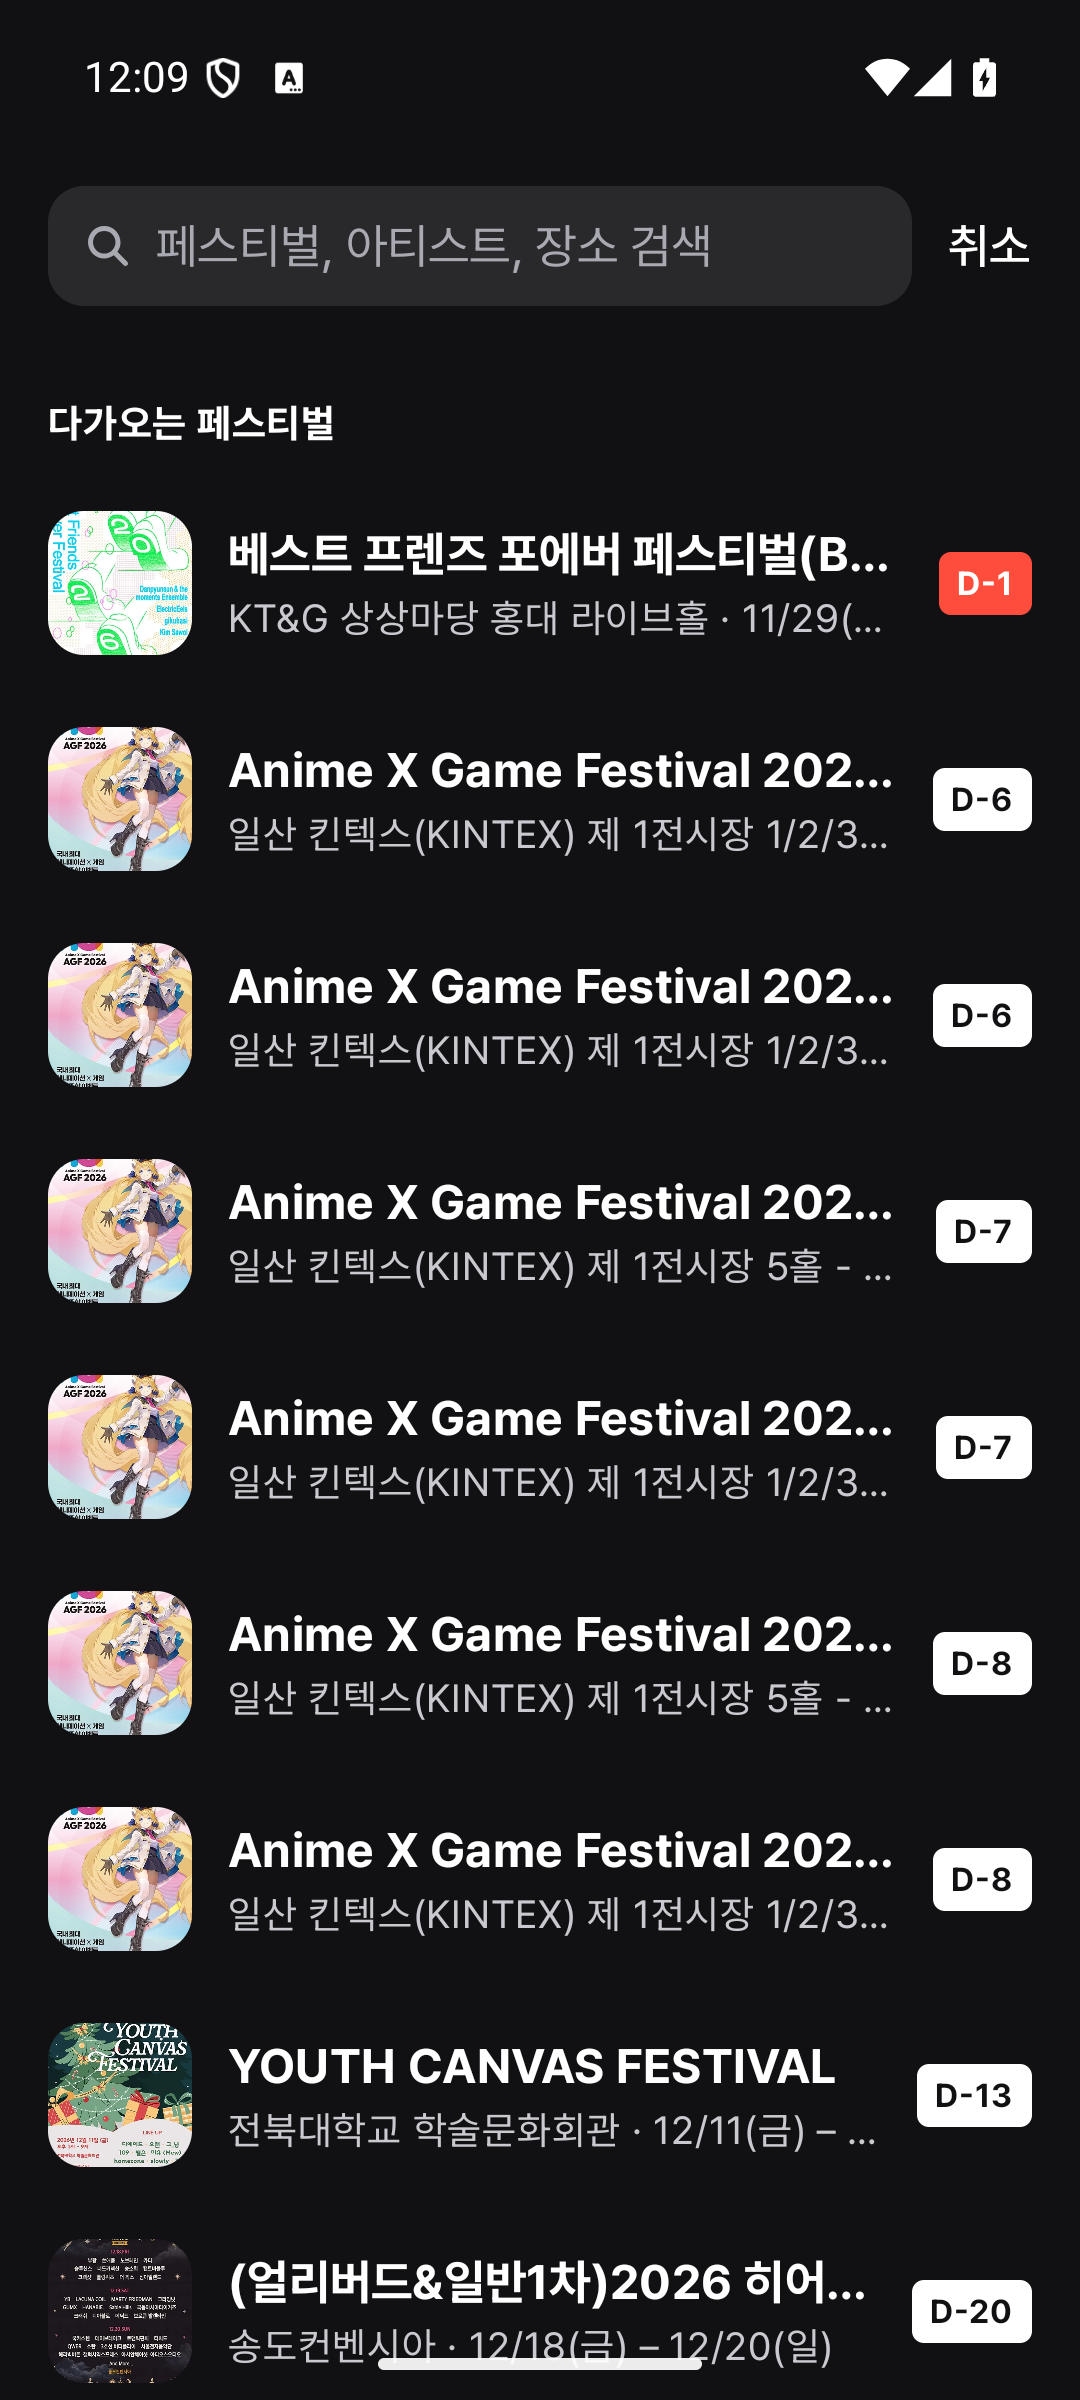 12:09
페스티벌, 아티스트, 장소 검색
취소
다가오는 페스티벌
베스트 프렌즈 포에버 페스티벌(B...
D-1
KT&G 상상마당 홍대 라이브홀 · 11/29(...
Anime X Game Festival 202...
D-6
일산 킨텍스(KINTEX) 제 1전시장 1/2/3...
Anime X Game Festival 202...
D-6
일산 킨텍스(KINTEX) 제 1전시장 1/2/3...
Anime X Game Festival 202...
D-7
일산 킨텍스(KINTEX) 제 1전시장 5홀 - ...
Anime X Game Festival 202...
D-7
일산 킨텍스(KINTEX) 제 1전시장 1/2/3...
Anime X Game Festival 202...
D-8
일산 킨텍스(KINTEX) 제 1전시장 5홀 - ...
Anime X Game Festival 202...
D-8
일산 킨텍스(KINTEX) 제 1전시장 1/2/3...
YOUTH CANVAS FESTIVAL
YOUTH CANVAS FESTIVAL
D-13
전북대학교 학술문화회관 · 12/11(금) – ...
(얼리버드&일반1차)2026 히어...
D-20
송도컨벤시아 · 12/18(금) – 12/20(일)